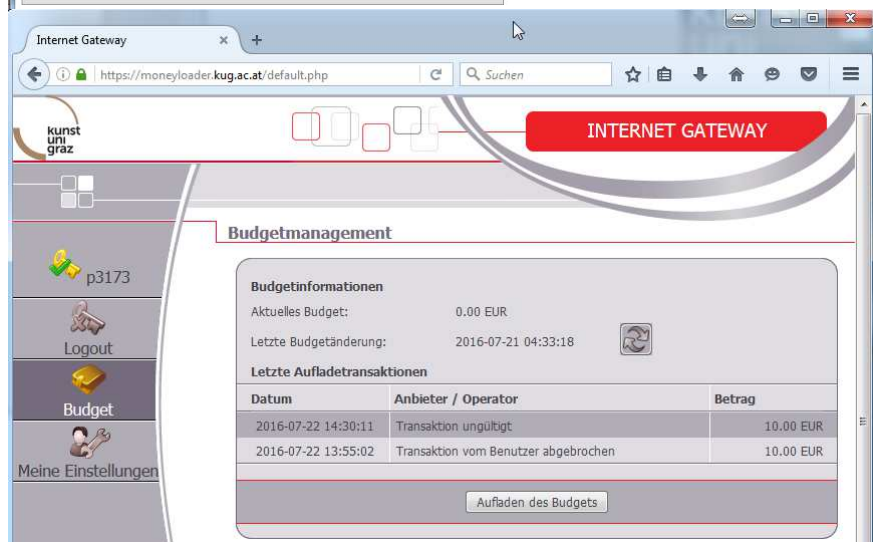 Internet Gateway
https://moneyloader.kug.ac.at/default.php
Suchen
kunst
uni
graz
INTERNET GATEWAY
Budgetmanagement
p3173
Logout
Budget
Meine Einstellungen
Budgetinformationen
Aktuelles Budget: 0.00 EUR
Letzte Budgetänderung: 2016-07-21 04:33:18
Letzte Aufladetransaktionen
Datum Anbieter / Operator Betrag
2016-07-22 14:30:11 Transaktion ungültigt 10.00 EUR
2016-07-22 13:55:02 Transaktion vom Benutzer abgebrochen 10.00 EUR
Aufladen des Budgets